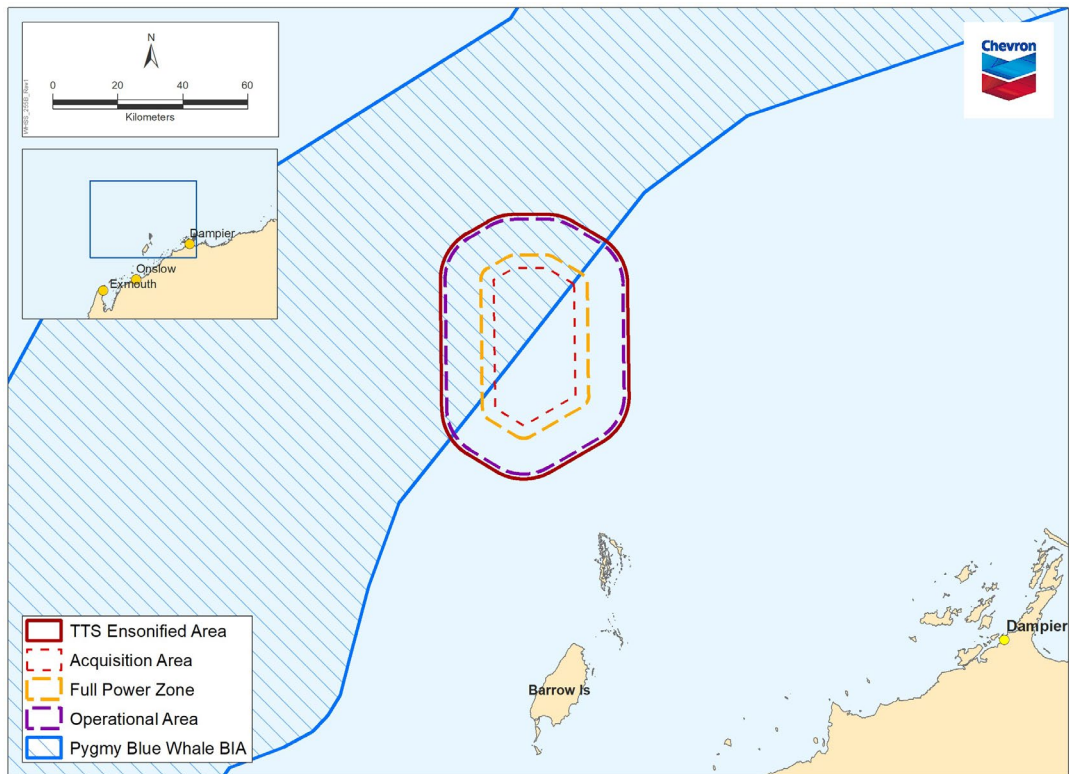 N
0 20 40 60
Kilometers
Chevron
Dampier
Onslow
Exmouth
Dampier
Barrow Is
TTS Ensonified Area
Acquisition Area
Full Power Zone
Operational Area
Pygmy Blue Whale BIA